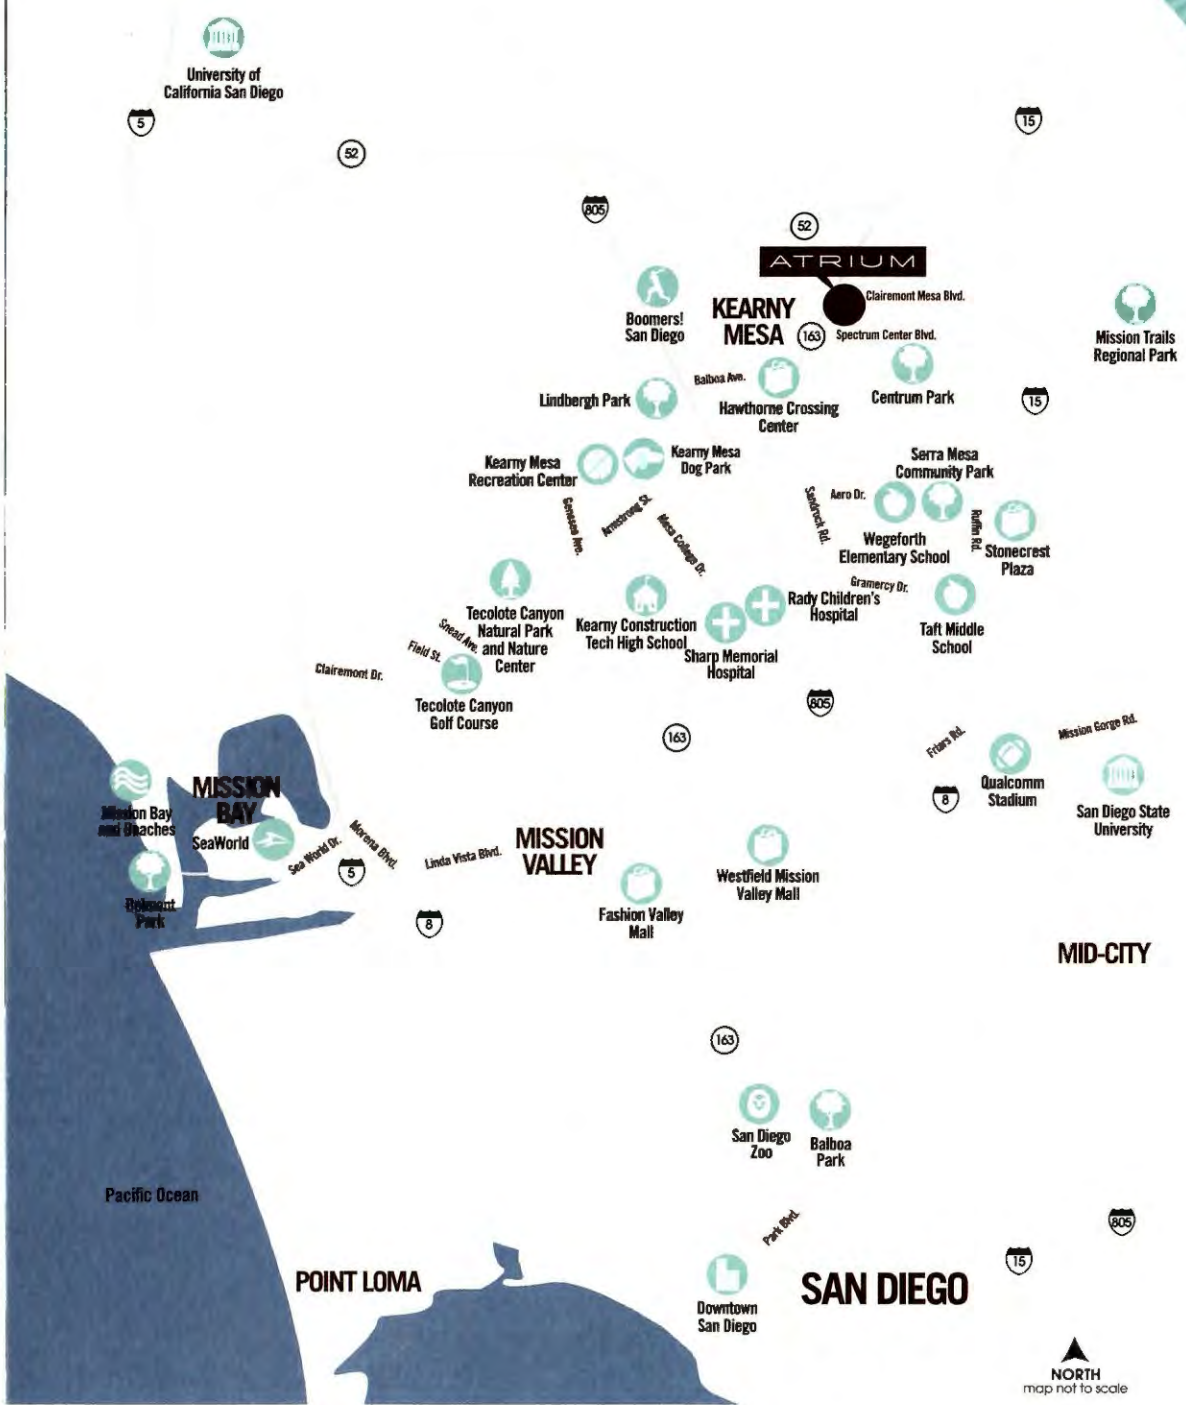 University of
California San Diego
5
15
52
805
52
ATRIUM
Clairemont Mesa Blvd.
Boomers!
San Diego
KEARNY
MESA
163
Spectrum Center Blvd.
Mission Trails
Regional Park
Balboa Ave.
Lindbergh Park
Hawthorne Crossing
Center
Centrum Park
15
Kearny Mesa
Recreation Center
Kearny Mesa
Dog Park
Serra Mesa
Community Park
Genesee Ave.
Armstrong St.
Mesa College Dr.
Sandrock Rd.
Aero Dr.
Ruffin Rd.
Wegeforth
Elementary School
Stonecrest
Plaza
Gramercy Dr.
Tecolote Canyon
Natural Park
and Nature
Center
Kearny Construction
Tech High School
Rady Children's
Hospital
Sharp Memorial
Hospital
Taft Middle
School
Snead Ave.
Field St.
Clairemont Dr.
Tecolote Canyon
Golf Course
805
163
Friars Rd.
Mission Gorge Rd.
Qualcomm
Stadium
8
San Diego State
University
MISSION
BAY
Mission Bay
and Beaches
SeaWorld
Sea World Dr.
Morena Blvd.
5
Linda Vista Blvd.
MISSION
VALLEY
Westfield Mission
Valley Mall
Belmont
Park
8
Fashion Valley
Mall
MID-CITY
163
San Diego
Zoo
Balboa
Park
Pacific Ocean
Park Blvd.
805
15
POINT LOMA
Downtown
San Diego
SAN DIEGO
NORTH
map not to scale